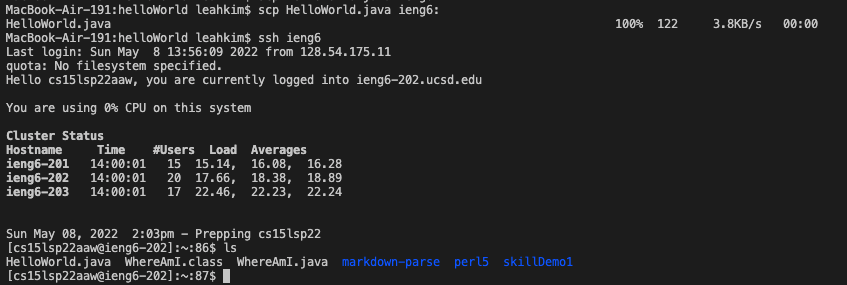 MacBook-Air-191:helloWorld leahkim$ scp HelloWorld.java ieng6:
HelloWorld.java 100% 122 3.8KB/s 00:00
MacBook-Air-191:helloWorld leahkim$ ssh ieng6
Last login: Sun May  8 13:56:09 2022 from 128.54.175.11
quota: No filesystem specified.
Hello cs15lsp22aaw, you are currently logged into ieng6-202.ucsd.edu
You are using 0% CPU on this system
Cluster Status
Hostname Time #Users Load Averages
ieng6-201 14:00:01 15 15.14, 16.08, 16.28
ieng6-202 14:00:01 20 17.66, 18.38, 18.89
ieng6-203 14:00:01 17 22.46, 22.23, 22.24
Sun May 08, 2022  2:03pm - Prepping cs15lsp22
[cs15lsp22aaw@ieng6-202]:~:86$ ls
HelloWorld.java WhereAmI.class WhereAmI.java markdown-parse perl5 skillDemo1
[cs15lsp22aaw@ieng6-202]:~:87$